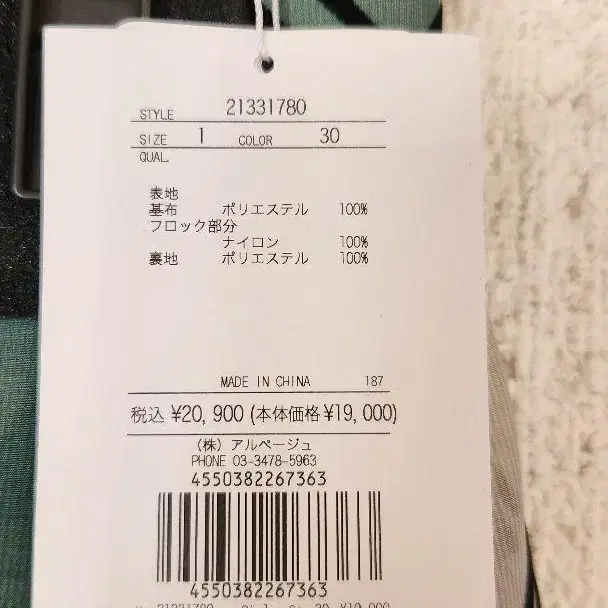 STYLE 21331780
SIZE 1 COLOR 30
QUAL
表地
基布 ポリエステル 100%
フロック部分
ナイロン 100%
裏地 ポリエステル 100%
MADE IN CHINA 187
税込 ¥20,900 (本体価格¥19,000)
(株) アルページュ
PHONE 03-3478-5963
4550382267363
4550382267363
21331780